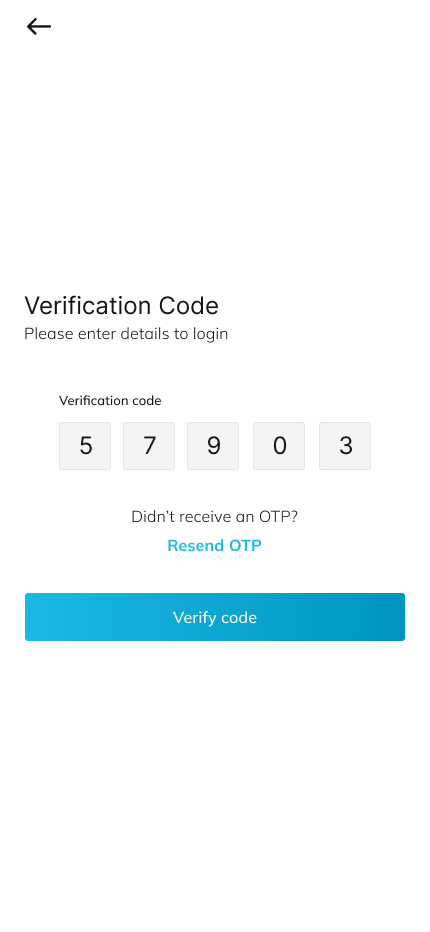 Verification Code
Please enter details to login
Verification code
5 7 9 0 3
Didn’t receive an OTP?
Resend OTP
Verify code